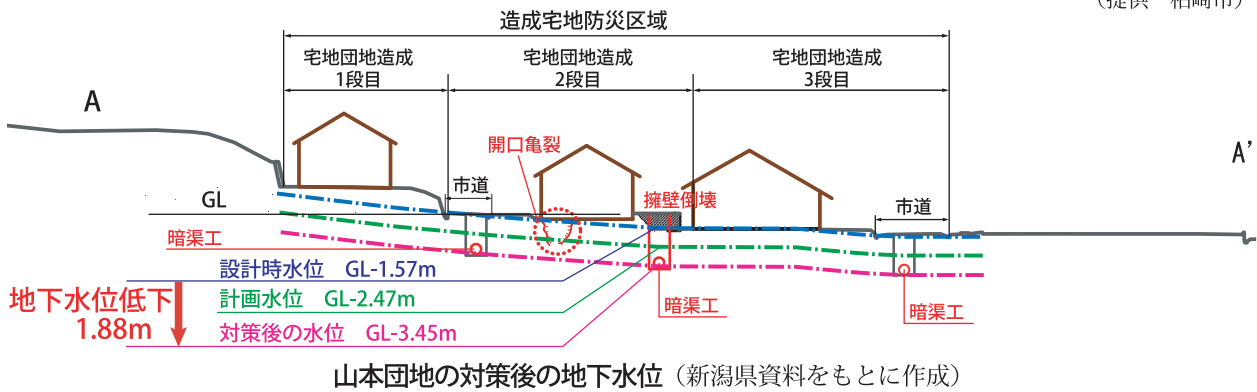 （提供　柏崎市）
造成宅地防災区域
宅地団地造成
1段目
宅地団地造成
2段目
宅地団地造成
3段目
A
A'
開口亀裂
市道
擁壁倒壊
市道
GL
暗渠工
設計時水位 GL-1.57m
計画水位 GL-2.47m
対策後の水位 GL-3.45m
地下水位低下
1.88m
暗渠工
暗渠工
山本団地の対策後の地下水位（新潟県資料をもとに作成）